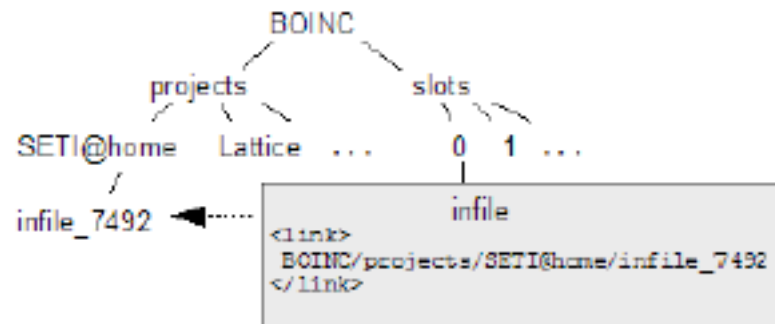 BOINC
projects slots
SETI@home Lattice ... 0 1 ...
infile_7492 infile
<link>
BOINC/projects/SETI@home/infile_7492
</link>